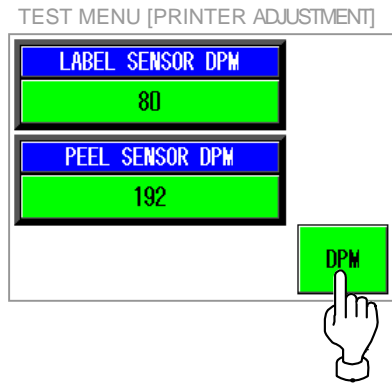 TEST MENU [PRINTER ADJUSTMENT]
LABEL SENSOR DPM
80
PEEL SENSOR DPM
192
DPM